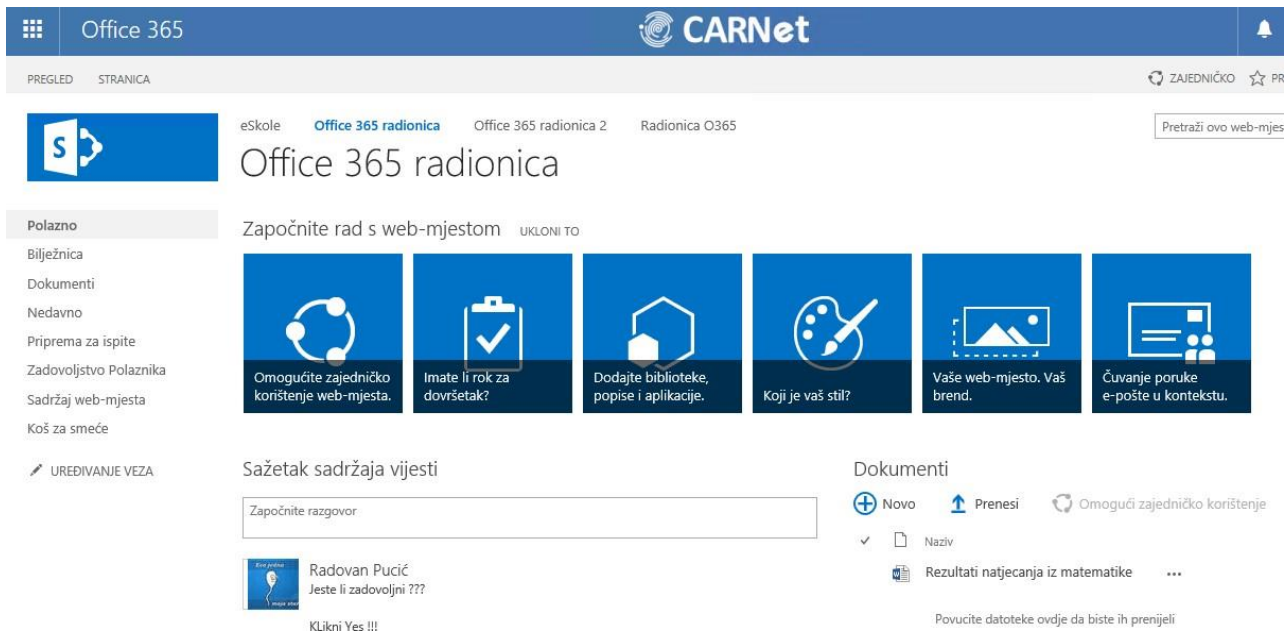 Office 365
CARNet
PREGLED STRANICA
ZAJEDNIČKO PR
S
eSkole Office 365 radionica Office 365 radionica 2 Radionica O365
Pretraži ovo web-mjes
Office 365 radionica
Polazno
Bilježnica
Dokumenti
Nedavno
Priprema za ispite
Zadovoljstvo Polaznika
Sadržaj web-mjesta
Koš za smeće
UREĐIVANJE VEZA
Započnite rad s web-mjestom UKLONI TO
Omogućite zajedničko
korištenje web-mjesta.
Imate li rok za
dovršetak?
Dodajte biblioteke,
popise i aplikacije.
Koji je vaš stil?
Vaše web-mjesto. Vaš
brend.
Čuvanje poruke
e-pošte u kontekstu.
Sažetak sadržaja vijesti
Započnite razgovor
Radovan Pucić
Jeste li zadovoljni ???
KLikni Yes !!!
Dokumenti
Novo Prenesi Omogući zajedničko korištenje
Naziv
Rezultati natjecanja iz matematike ...
Povucite datoteke ovdje da biste ih prenijeli